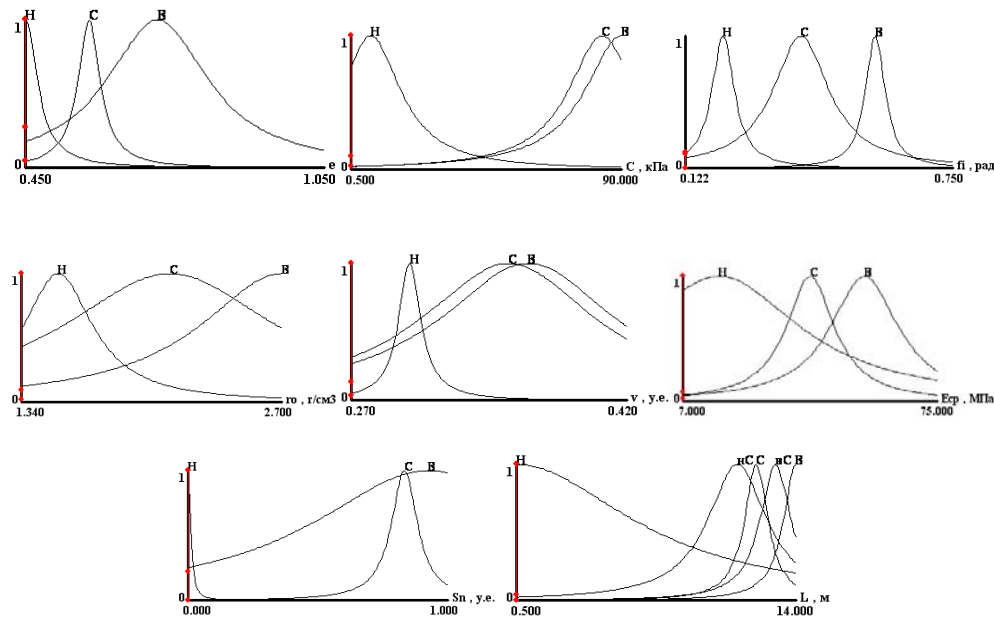 Н С В
1
0
е
0.450 1.050
Н С В
1
0
С , кПа
0.500 90.000
Н С В
1
0
fi , рад
0.122 0.750
Н С В
1
0
ro , г/см3
1.340 2.700
Н С В
1
0
v , у.е.
0.270 0.420
Н С В
1
0
Eгр , МПа
7.000 75.000
Н С В
1
0
Sn , у.е.
0.000 1.000
Н нС С вС В
1
0
L , м
0.500 14.000